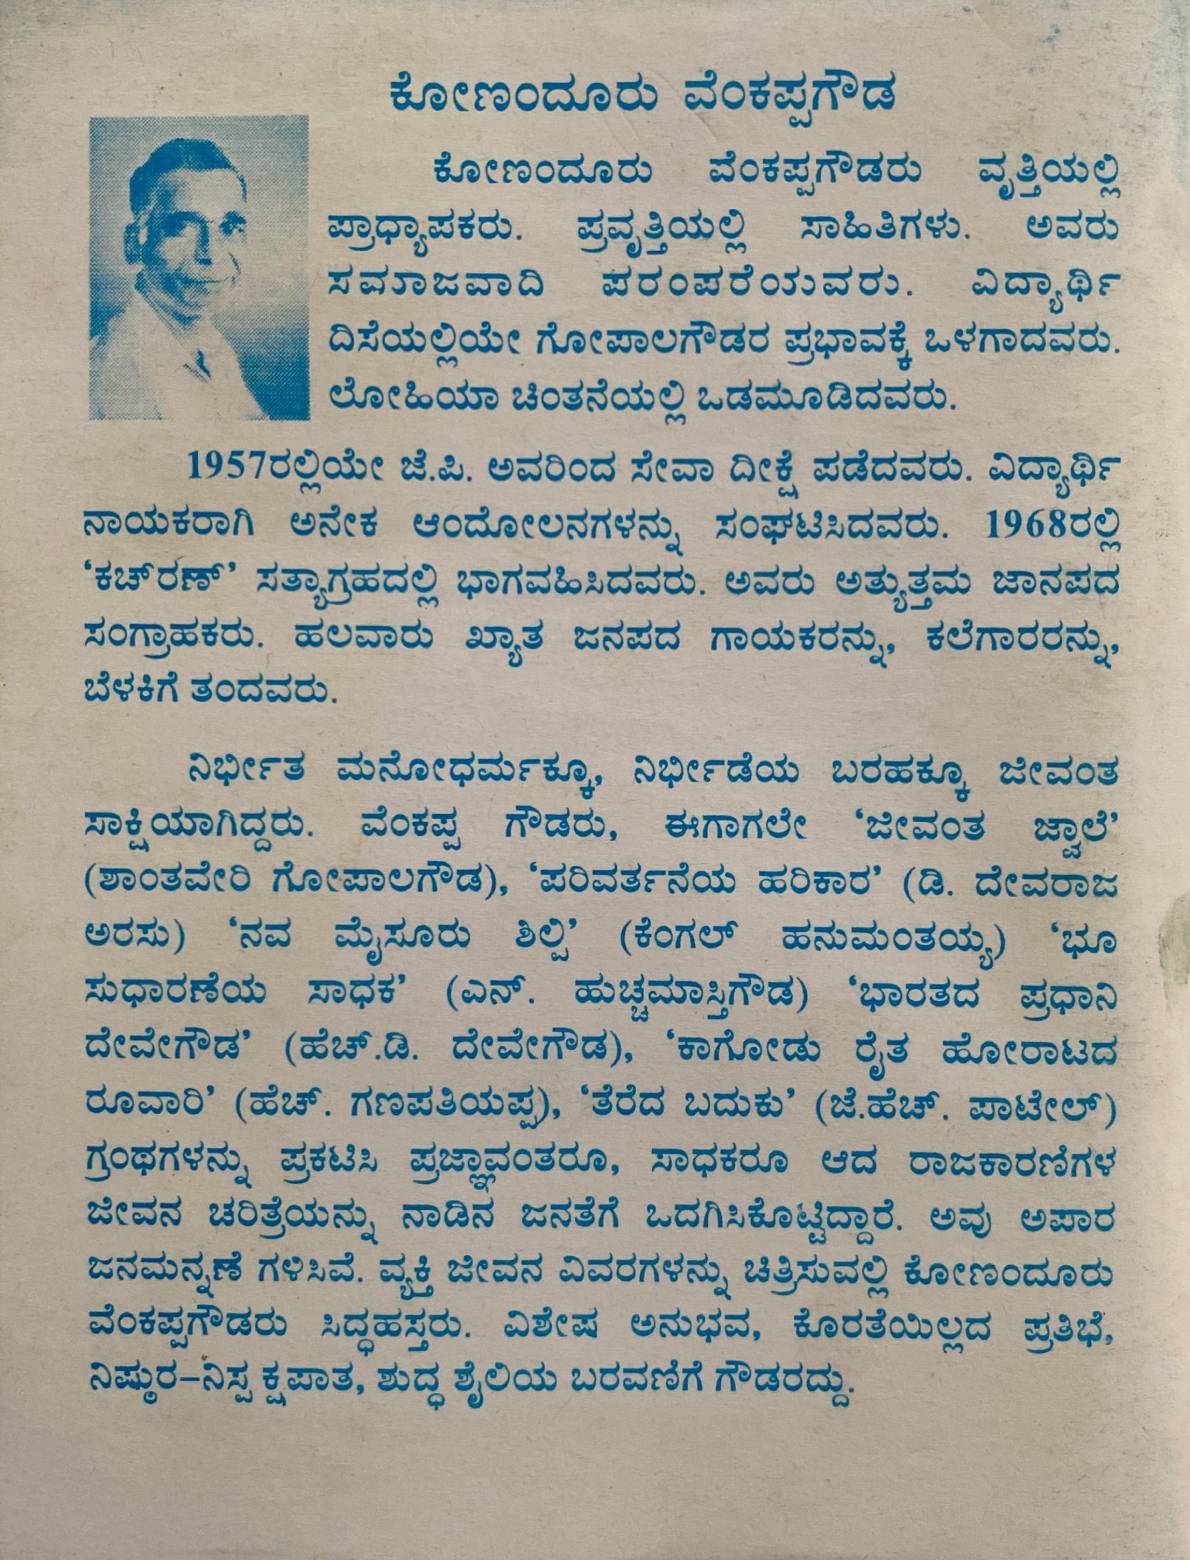 ಕೋಣಂದೂರು ವೆಂಕಪ್ಪಗೌಡ
ಕೋಣಂದೂರು ವೆಂಕಪ್ಪಗೌಡರು ವೃತ್ತಿಯಲ್ಲಿ
ಪ್ರಾಧ್ಯಾಪಕರು. ಪ್ರವೃತ್ತಿಯಲ್ಲಿ ಸಾಹಿತಿಗಳು. ಅವರು
ಸಮಾಜವಾದಿ ಪರಂಪರೆಯವರು. ವಿದ್ಯಾರ್ಥಿ
ದಿಸೆಯಲ್ಲಿಯೇ ಗೋಪಾಲಗೌಡರ ಪ್ರಭಾವಕ್ಕೆ ಒಳಗಾದವರು.
ಲೋಹಿಯಾ ಚಿಂತನೆಯಲ್ಲಿ ಒಡಮೂಡಿದವರು.
1957ರಲ್ಲಿಯೇ ಜೆ.ಪಿ. ಅವರಿಂದ ಸೇವಾ ದೀಕ್ಷೆ ಪಡೆದವರು. ವಿದ್ಯಾರ್ಥಿ
ನಾಯಕರಾಗಿ ಅನೇಕ ಆಂದೋಲನಗಳನ್ನು ಸಂಘಟಿಸಿದವರು. 1968ರಲ್ಲಿ
‘ಕಚ್‌ರಣ್’ ಸತ್ಯಾಗ್ರಹದಲ್ಲಿ ಭಾಗವಹಿಸಿದವರು. ಅವರು ಅತ್ಯುತ್ತಮ ಜಾನಪದ
ಸಂಗ್ರಾಹಕರು. ಹಲವಾರು ಖ್ಯಾತ ಜನಪದ ಗಾಯಕರನ್ನು, ಕಲೆಗಾರರನ್ನು,
ಬೆಳಕಿಗೆ ತಂದವರು.
ನಿರ್ಭೀತ ಮನೋಧರ್ಮಕ್ಕೂ, ನಿರ್ಭೀಡೆಯ ಬರಹಕ್ಕೂ ಜೀವಂತ
ಸಾಕ್ಷಿಯಾಗಿದ್ದರು. ವೆಂಕಪ್ಪ ಗೌಡರು, ಈಗಾಗಲೇ ‘ಜೀವಂತ ಜ್ವಾಲೆ’
(ಶಾಂತವೇರಿ ಗೋಪಾಲಗೌಡ), ‘ಪರಿವರ್ತನೆಯ ಹರಿಕಾರ’ (ಡಿ. ದೇವರಾಜ
ಅರಸು) ‘ನವ ಮೈಸೂರು ಶಿಲ್ಪಿ’ (ಕೆಂಗಲ್ ಹನುಮಂತಯ್ಯ) ‘ಭೂ
ಸುಧಾರಣೆಯ ಸಾಧಕ’ (ಎನ್. ಹುಚ್ಚಮಾಸ್ತಿಗೌಡ) ‘ಭಾರತದ ಪ್ರಧಾನಿ
ದೇವೇಗೌಡ’ (ಹೆಚ್.ಡಿ. ದೇವೇಗೌಡ), ‘ಕಾಗೋಡು ರೈತ ಹೋರಾಟದ
ರೂವಾರಿ’ (ಹೆಚ್. ಗಣಪತಿಯಪ್ಪ), ‘ತೆರೆದ ಬದುಕು’ (ಜೆ.ಹೆಚ್. ಪಾಟೇಲ್)
ಗ್ರಂಥಗಳನ್ನು ಪ್ರಕಟಿಸಿ ಪ್ರಜ್ಞಾವಂತರೂ, ಸಾಧಕರೂ ಆದ ರಾಜಕಾರಣಿಗಳ
ಜೀವನ ಚರಿತ್ರೆಯನ್ನು ನಾಡಿನ ಜನತೆಗೆ ಒದಗಿಸಿಕೊಟ್ಟಿದ್ದಾರೆ. ಅವು ಅಪಾರ
ಜನಮನ್ನಣೆ ಗಳಿಸಿವೆ. ವ್ಯಕ್ತಿ ಜೀವನ ವಿವರಗಳನ್ನು ಚಿತ್ರಿಸುವಲ್ಲಿ ಕೋಣಂದೂರು
ವೆಂಕಪ್ಪಗೌಡರು ಸಿದ್ಧಹಸ್ತರು. ವಿಶೇಷ ಅನುಭವ, ಕೊರತೆಯಿಲ್ಲದ ಪ್ರತಿಭೆ,
ನಿಷ್ಠುರ–ನಿಸ್ಪಕ್ಷಪಾತ, ಶುದ್ಧ ಶೈಲಿಯ ಬರವಣಿಗೆ ಗೌಡರದ್ದು.